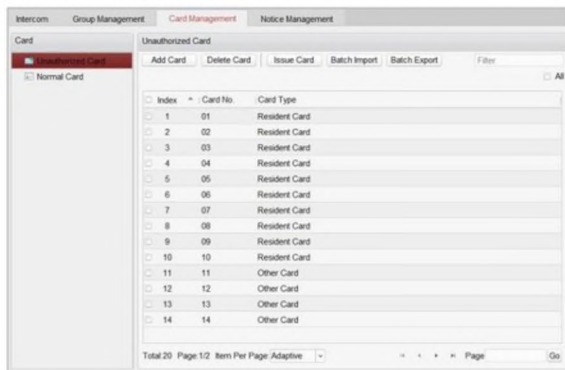 Intercom Group Management Card Management Notice Management
Card Unauthorized Card
Unauthorized Card Add Card Delete Card Issue Card Batch Import Batch Export Filter
Normal Card All
Index Card No. Card Type
1 01 Resident Card
2 02 Resident Card
3 03 Resident Card
4 04 Resident Card
5 05 Resident Card
6 06 Resident Card
7 07 Resident Card
8 08 Resident Card
9 09 Resident Card
10 10 Resident Card
11 11 Other Card
12 12 Other Card
13 13 Other Card
14 14 Other Card
Total:20 Page:1/2 Item Per Page: Adaptive Page Go